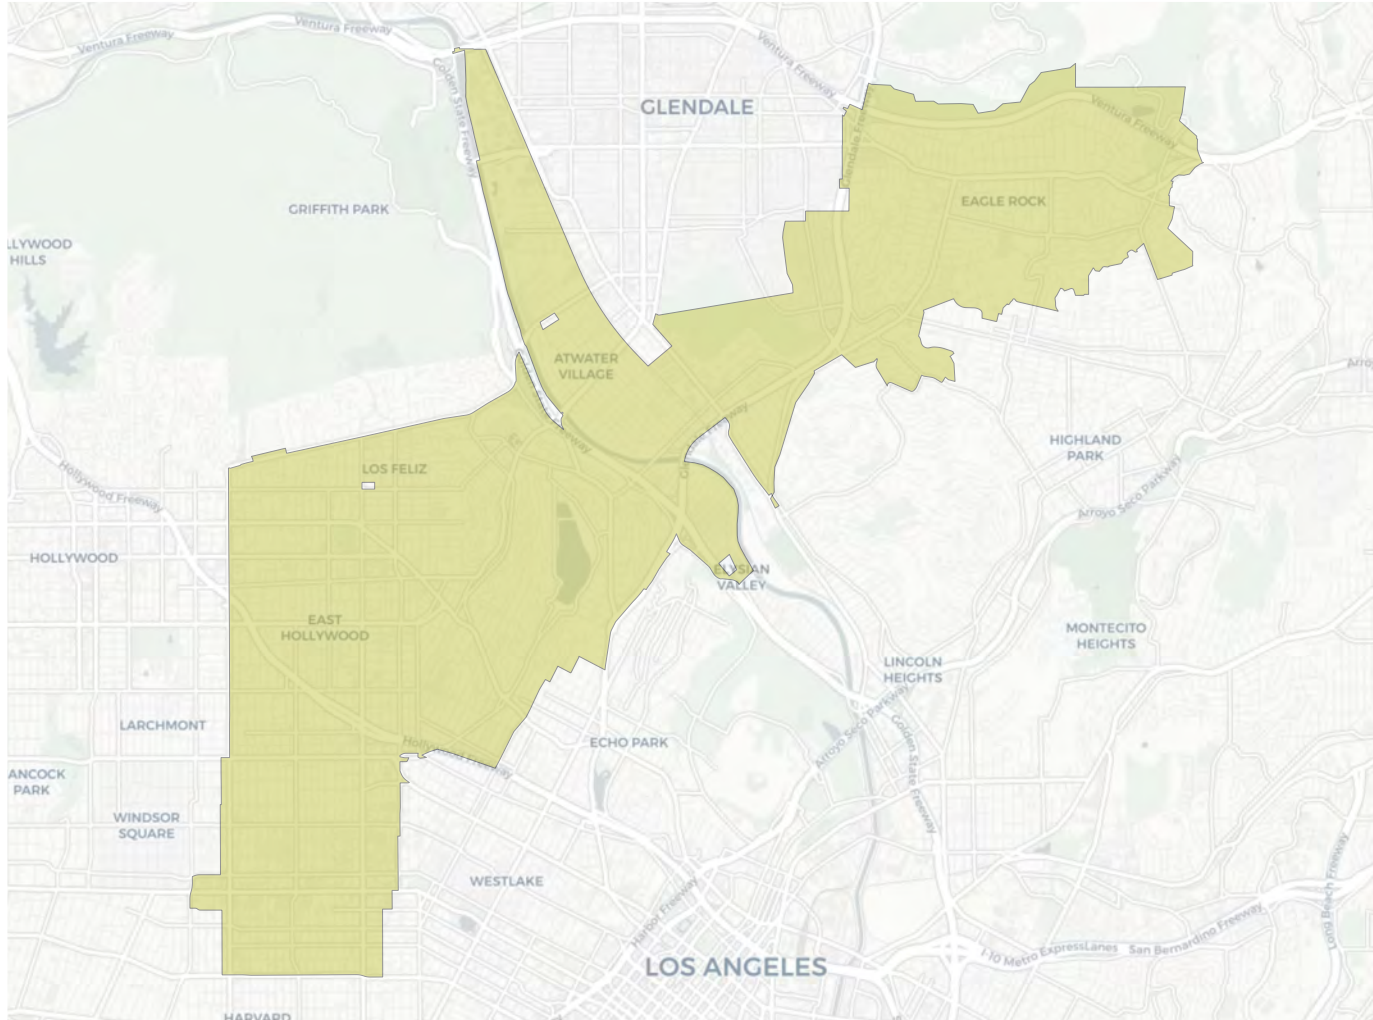 Ventura Freeway
Ventura Freeway
Golden State Freeway
Ventura Freeway
GLENDALE
Glendale Freeway
Ventura Freeway
GRIFFITH PARK
EAGLE ROCK
LLYWOOD
HILLS
ATWATER
VILLAGE
Arro
HIGHLAND
PARK
Arroyo Seco Parkway
LOS FELIZ
Hollywood Freeway
HOLLYWOOD
ELYSIAN
VALLEY
EAST
HOLLYWOOD
MONTECITO
HEIGHTS
LINCOLN
HEIGHTS
LARCHMONT
Arroyo Seco Parkway
Golden State Freeway
ECHO PARK
Hollywood Freeway
ANCOCK
PARK
WINDSOR
SQUARE
WESTLAKE
Harbor Freeway
Long Beach Freeway
I-10 Metro ExpressLanes
San Bernardino Freeway
LOS ANGELES
HARVARD